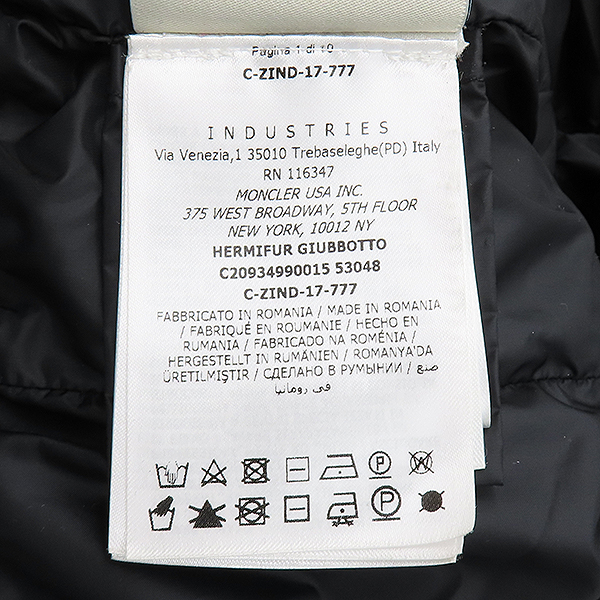 Pagina 1 di 10
C-ZIND-17-777
INDUSTRIES
Via Venezia,1 35010 Trebaseleghe(PD) Italy
RN 116347
MONCLER USA INC.
375 WEST BROADWAY, 5TH FLOOR
NEW YORK, 10012 NY
HERMIFUR GIUBBOTTO
C20934990015 53048
C-ZIND-17-777
FABBRICATO IN ROMANIA / MADE IN ROMANIA
/ FABRIQUÉ EN ROUMANIE / HECHO EN
RUMANIA / FABRICADO NA ROMÉNIA /
HERGESTELLT IN RUMÄNIEN / ROMANYA'DA
ÜRETILMIŞTIR / СДЕЛАНО В РУМЫНИИ / صنع
في رومانيا
P W
P